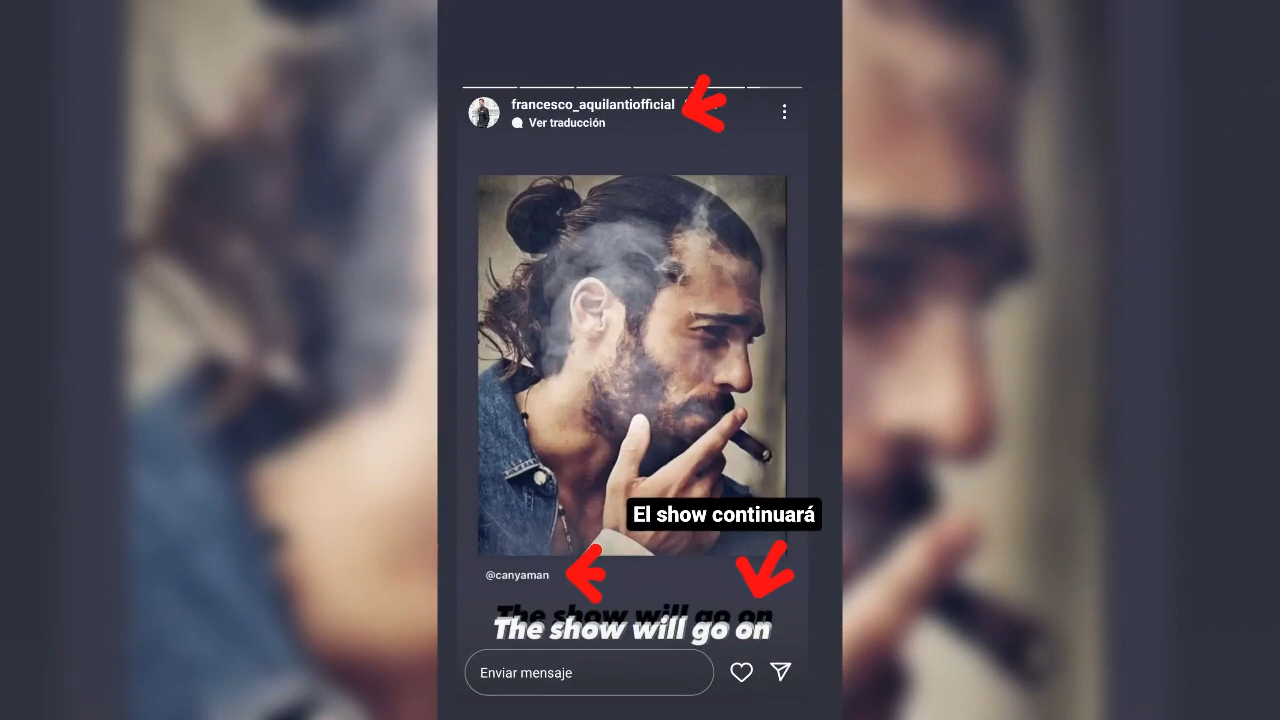 francesco_aquilantiofficial
Ver traducción
El show continuará
@canyaman
The show will go on
The show will go on
Enviar mensaje